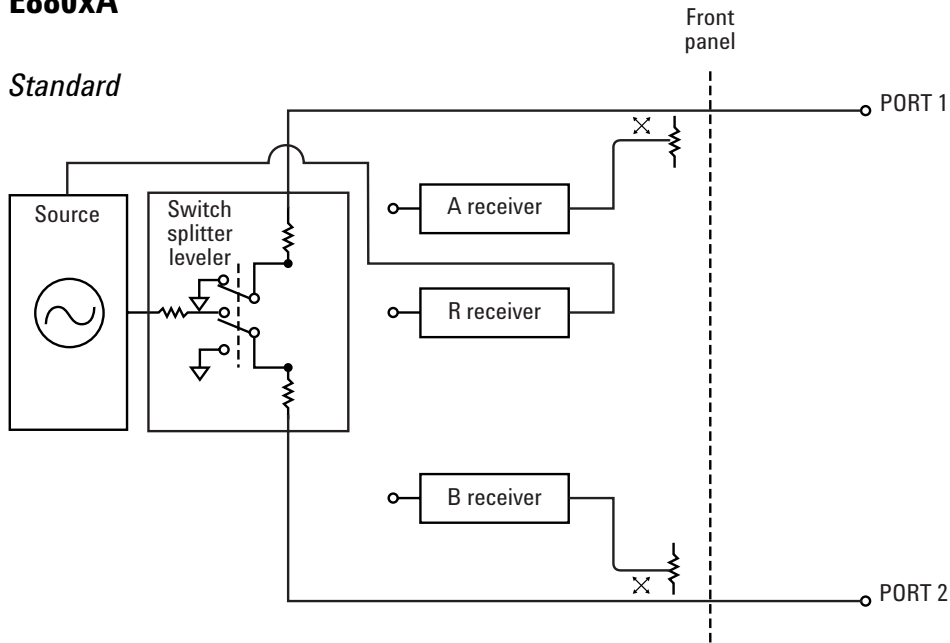 E880xA
Standard
Front
panel
PORT 1
Source
Switch
splitter
leveler
A receiver
R receiver
B receiver
PORT 2